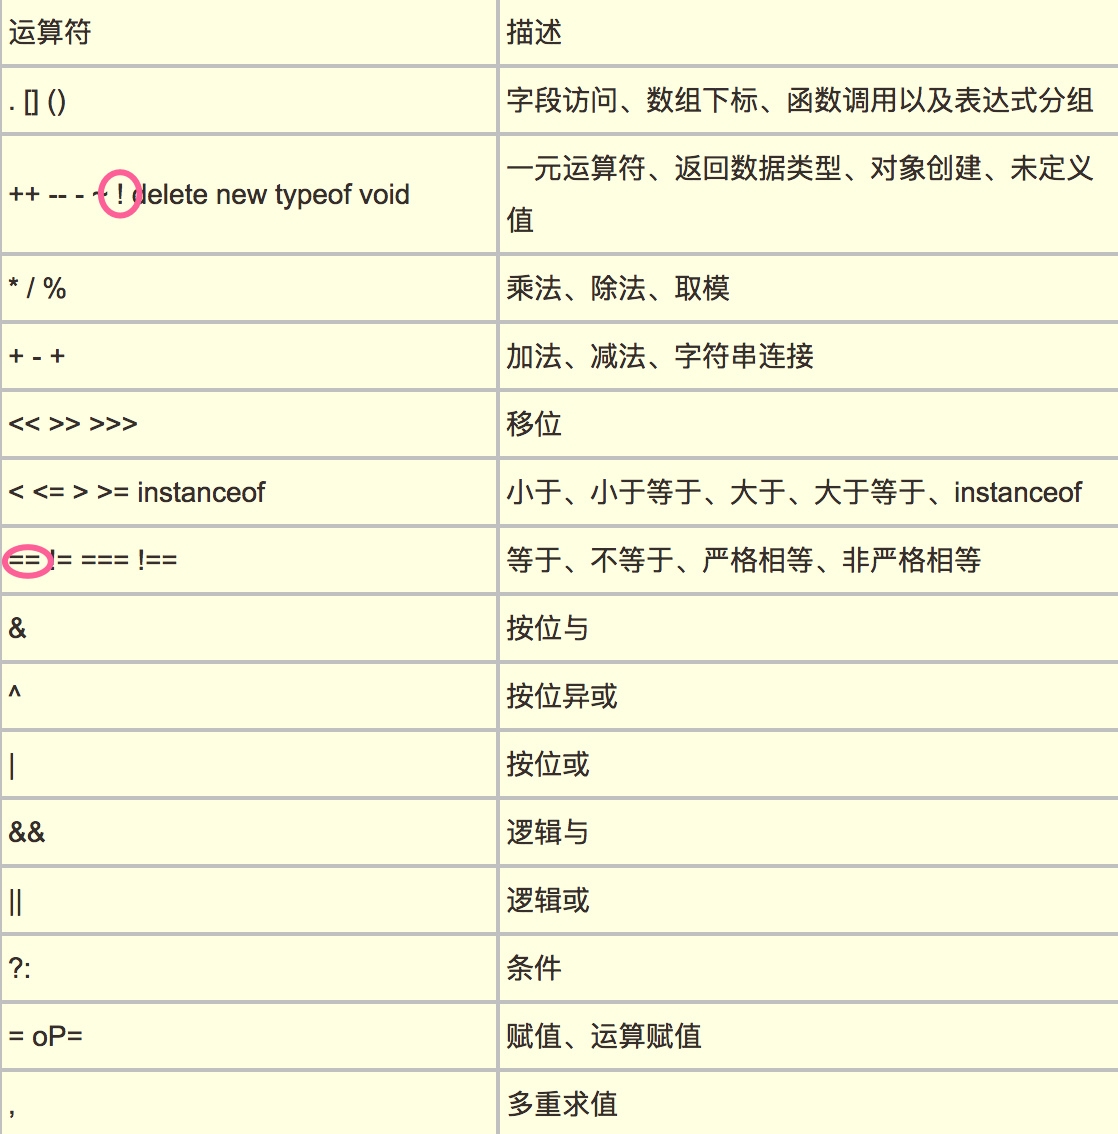 运算符 描述
. [] () 字段访问、数组下标、函数调用以及表达式分组
++ -- - ~ ! delete new typeof void 一元运算符、返回数据类型、对象创建、未定义
值
* / % 乘法、除法、取模
+ - + 加法、减法、字符串连接
<< >> >>> 移位
< <= > >= instanceof 小于、小于等于、大于、大于等于、instanceof
== != === !== 等于、不等于、严格相等、非严格相等
& 按位与
^ 按位异或
| 按位或
&& 逻辑与
|| 逻辑或
?: 条件
= oP= 赋值、运算赋值
, 多重求值